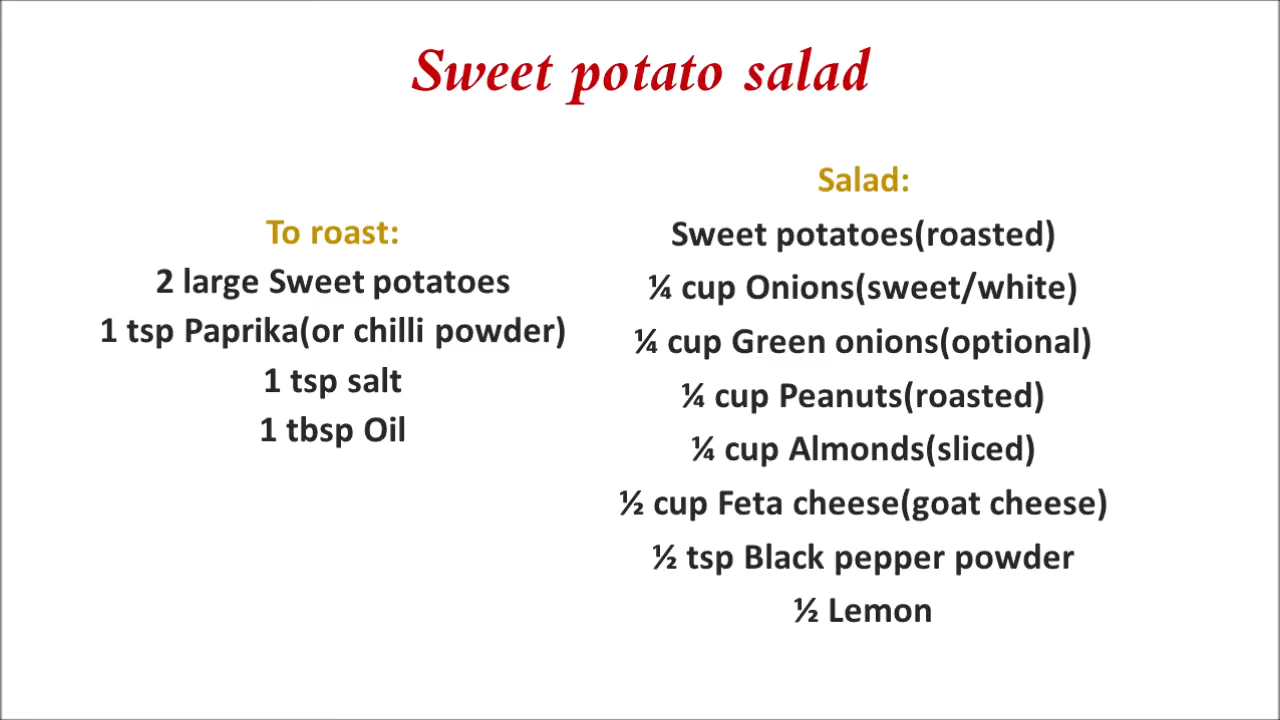 Sweet potato salad
To roast:
2 large Sweet potatoes
1 tsp Paprika(or chilli powder)
1 tsp salt
1 tbsp Oil
Salad:
Sweet potatoes(roasted)
¼ cup Onions(sweet/white)
¼ cup Green onions(optional)
¼ cup Peanuts(roasted)
¼ cup Almonds(sliced)
½ cup Feta cheese(goat cheese)
½ tsp Black pepper powder
½ Lemon